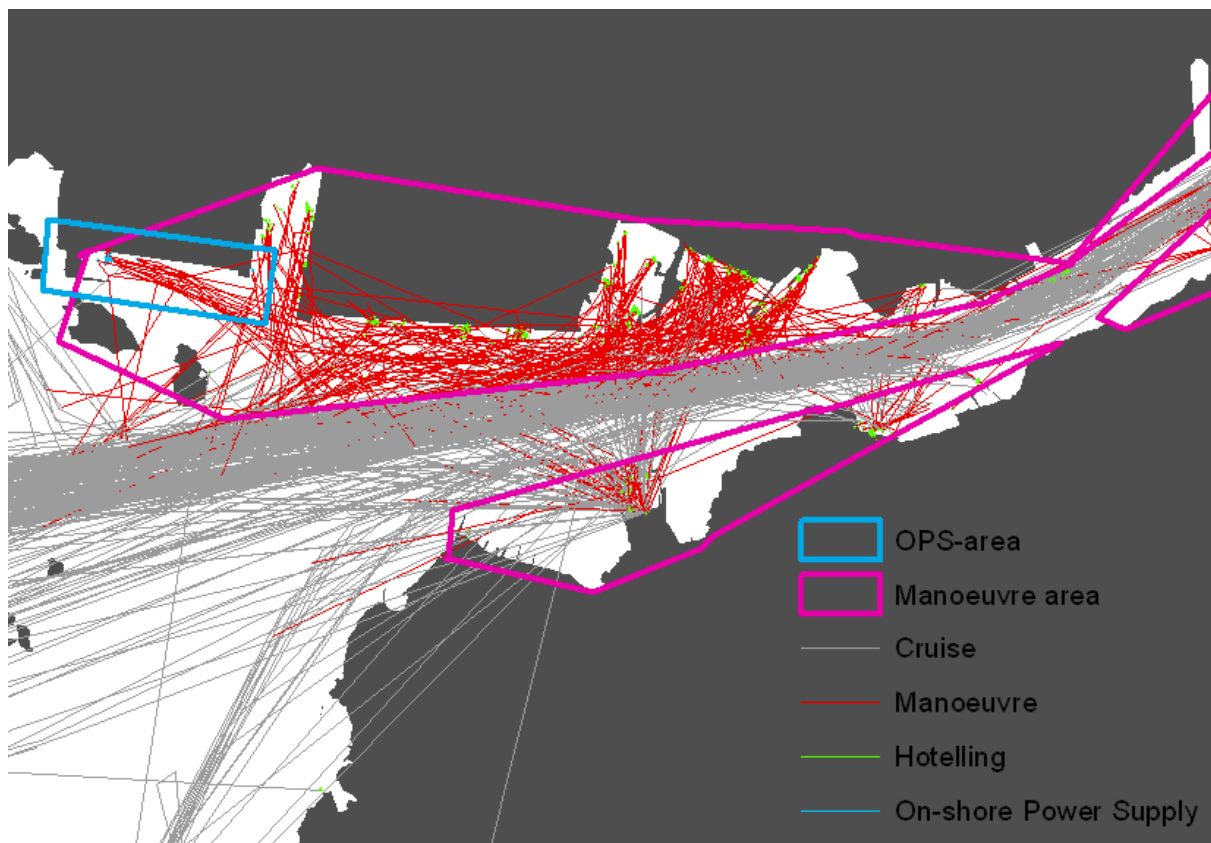 OPS-area
Manoeuvre area
Cruise
Manoeuvre
Hotelling
On-shore Power Supply